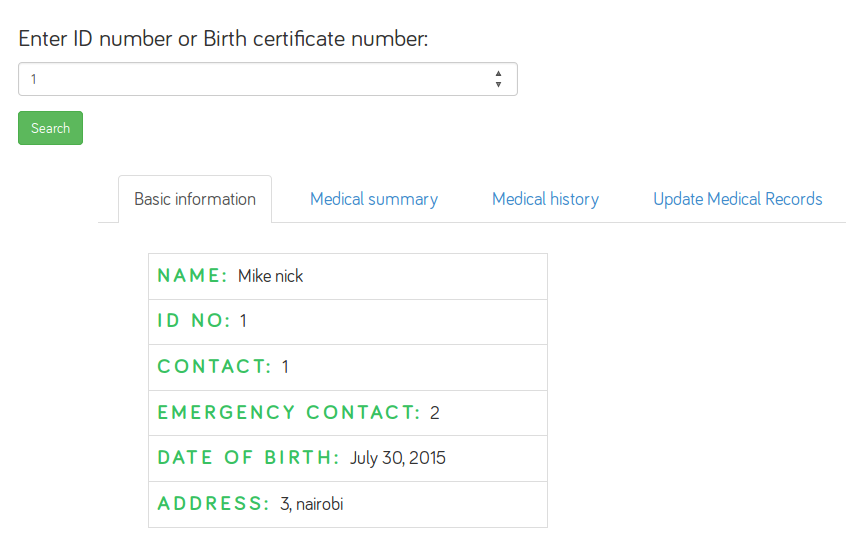 Enter ID number or Birth certificate number:
1
Search
Basic information Medical summary Medical history Update Medical Records
NAME: Mike nick
ID NO: 1
CONTACT: 1
EMERGENCY CONTACT: 2
DATE OF BIRTH: July 30, 2015
ADDRESS: 3, nairobi